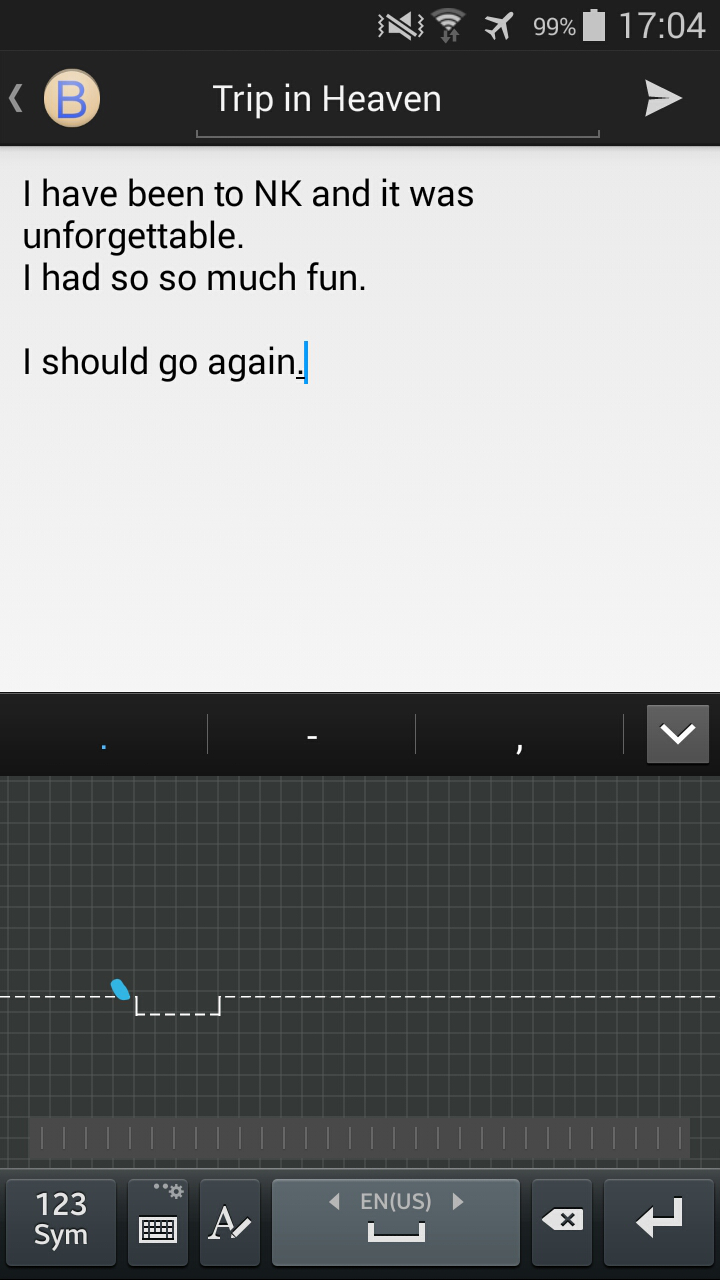 99% 17:04
B Trip in Heaven
I have been to NK and it was
unforgettable.
I had so so much fun.
I should go again.
. - ,
123
Sym
EN(US)